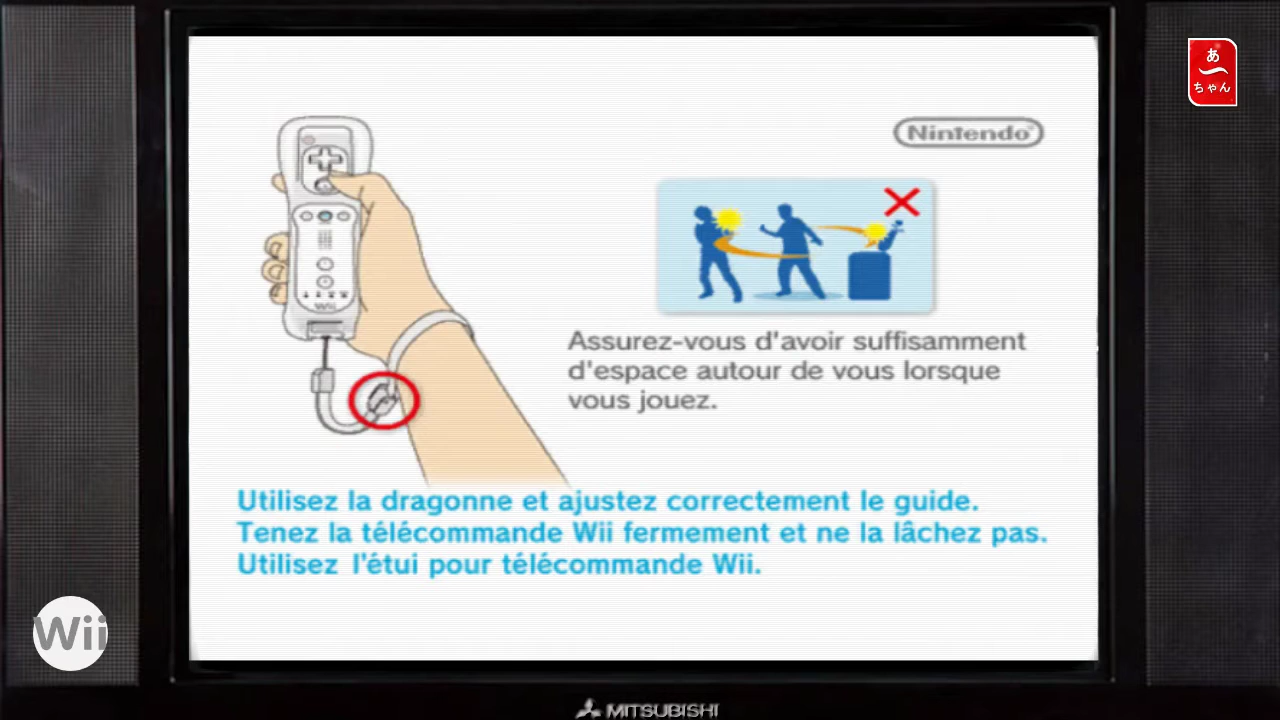 あー
ちゃん
Nintendo
Wii
Assurez-vous d'avoir suffisamment
d'espace autour de vous lorsque
vous jouez.
Utilisez la dragonne et ajustez correctement le guide.
Tenez la télécommande Wii fermement et ne la lâchez pas.
Utilisez l'étui pour télécommande Wii.
Wii
MITSUBISHI